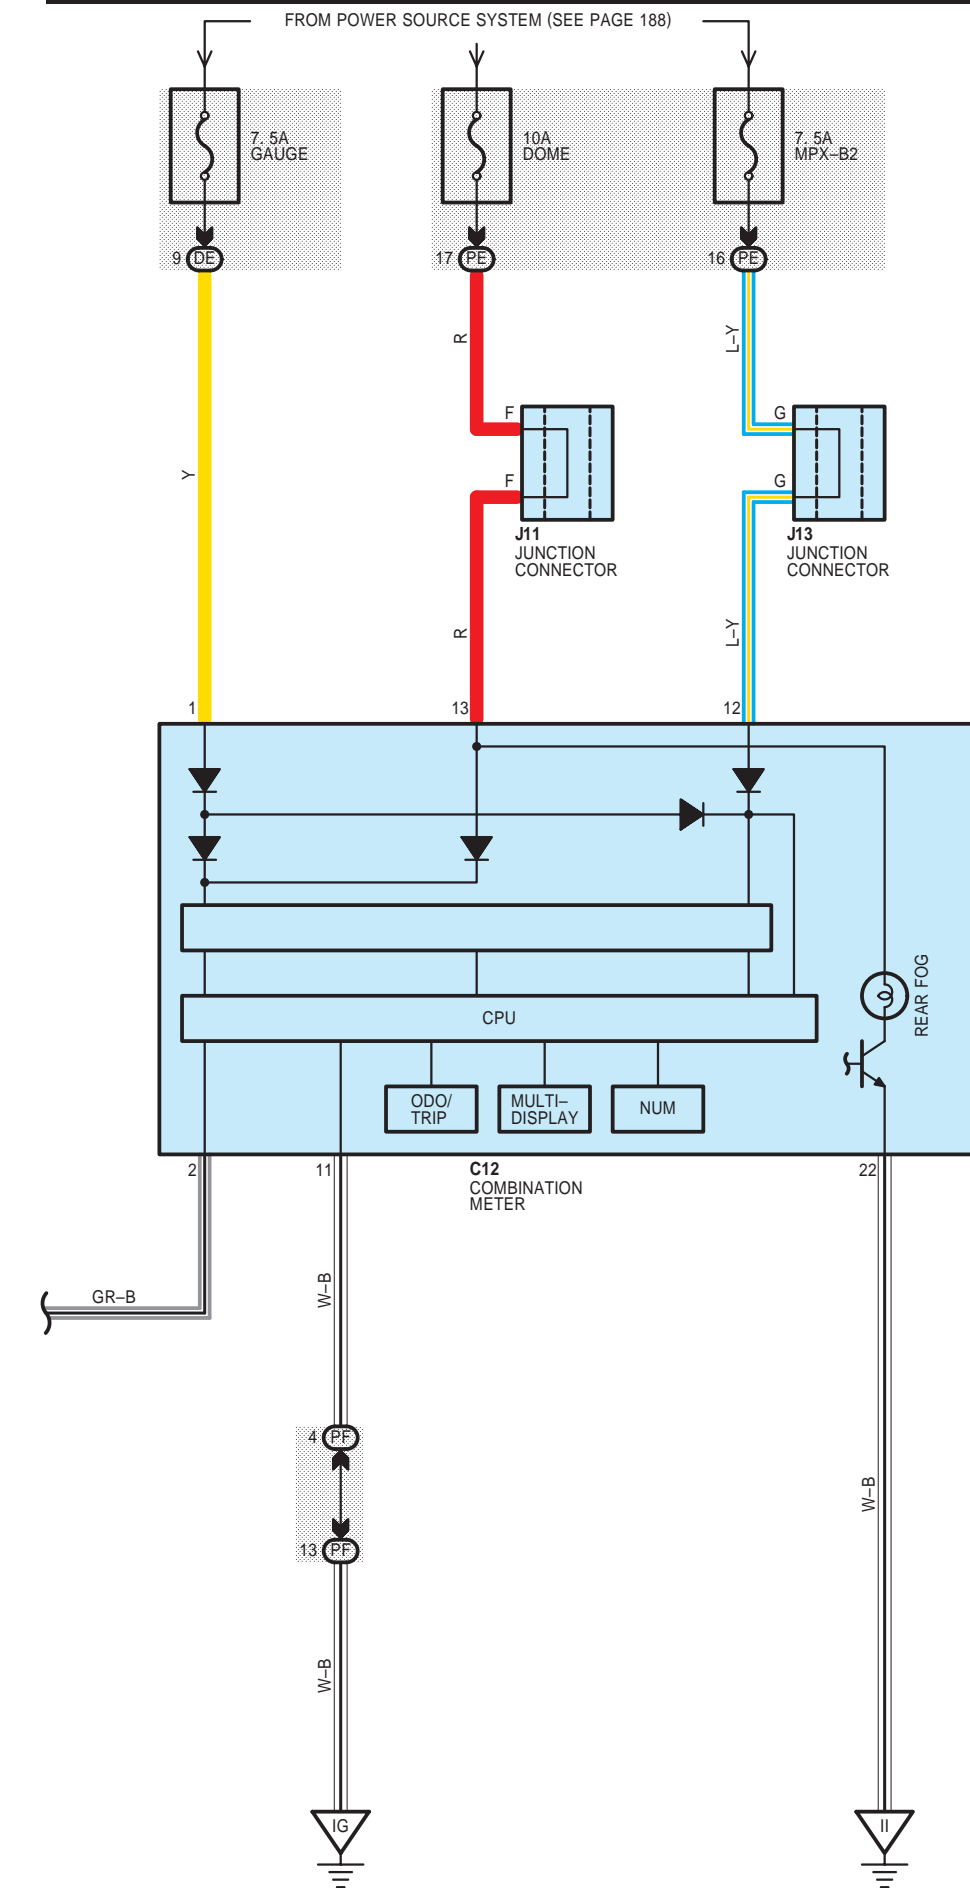 FROM POWER SOURCE SYSTEM (SEE PAGE 188)
7. 5A
GAUGE
10A
DOME
7. 5A
MPX–B2
9 DE
17 PE
16 PE
R
L–Y
F
G
Y
F
G
J11
JUNCTION
CONNECTOR
J13
JUNCTION
CONNECTOR
R
L–Y
1
13
12
REAR FOG
CPU
ODO/
TRIP
MULTI–
DISPLAY
NUM
2
11
C12
COMBINATION
METER
22
GR–B
W–B
4 PF
W–B
13 PF
W–B
IG
II